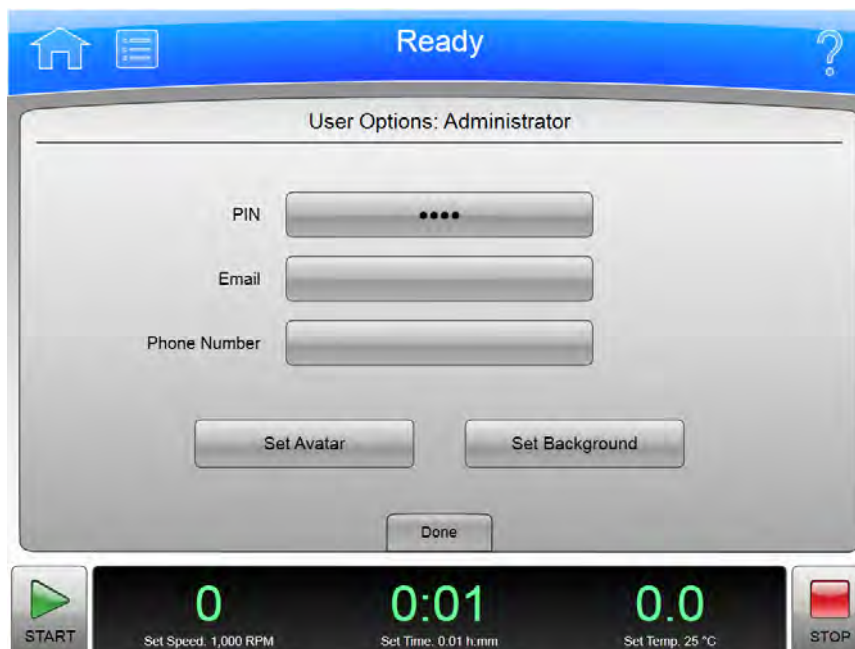 Ready
User Options: Administrator
PIN ••••
Email
Phone Number
Set Avatar Set Background
Done
START 0 0:01 0.0 STOP
Set Speed. 1,000 RPM Set Time. 0:01 h:mm Set Temp. 25 °C